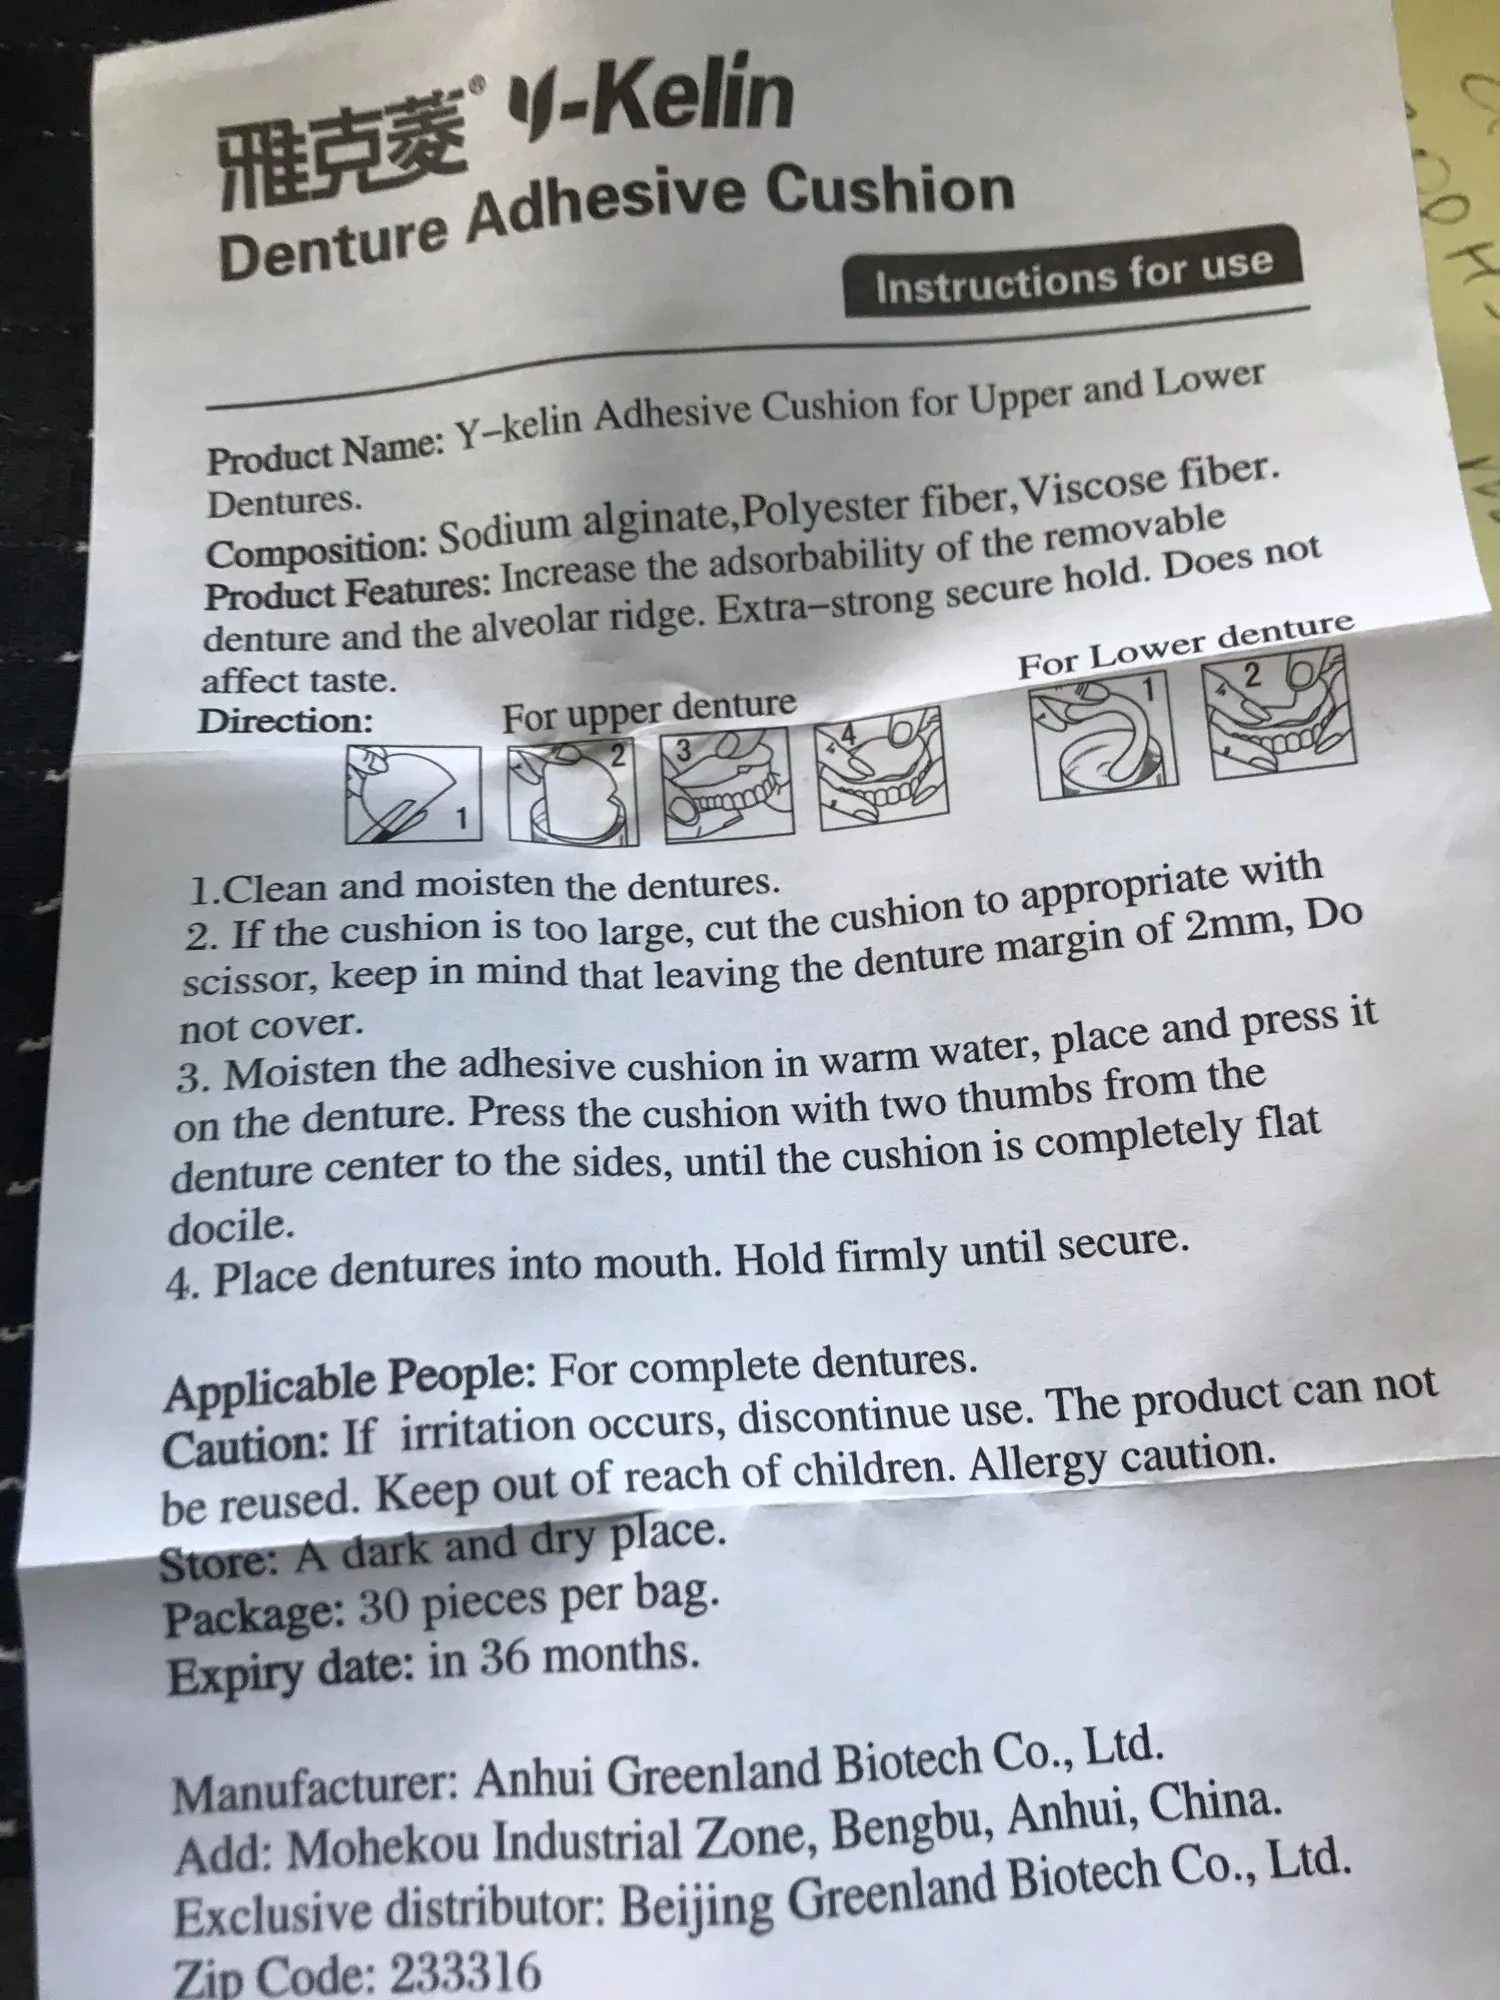 雅克菱® Y-Kelin
Denture Adhesive Cushion
Instructions for use
Product Name: Y-kelin Adhesive Cushion for Upper and Lower
Dentures.
Composition: Sodium alginate,Polyester fiber,Viscose fiber.
Product Features: Increase the adsorbability of the removable
denture and the alveolar ridge. Extra-strong secure hold. Does not
affect taste.
Direction: For upper denture For Lower denture
1 2 3 4 1 2
1.Clean and moisten the dentures.
2. If the cushion is too large, cut the cushion to appropriate with
scissor, keep in mind that leaving the denture margin of 2mm, Do
not cover.
3. Moisten the adhesive cushion in warm water, place and press it
on the denture. Press the cushion with two thumbs from the
denture center to the sides, until the cushion is completely flat
docile.
4. Place dentures into mouth. Hold firmly until secure.
Applicable People: For complete dentures.
Caution: If irritation occurs, discontinue use. The product can not
be reused. Keep out of reach of children. Allergy caution.
Store: A dark and dry place.
Package: 30 pieces per bag.
Expiry date: in 36 months.
Manufacturer: Anhui Greenland Biotech Co., Ltd.
Add: Mohekou Industrial Zone, Bengbu, Anhui, China.
Exclusive distributor: Beijing Greenland Biotech Co., Ltd.
Zip Code: 233316